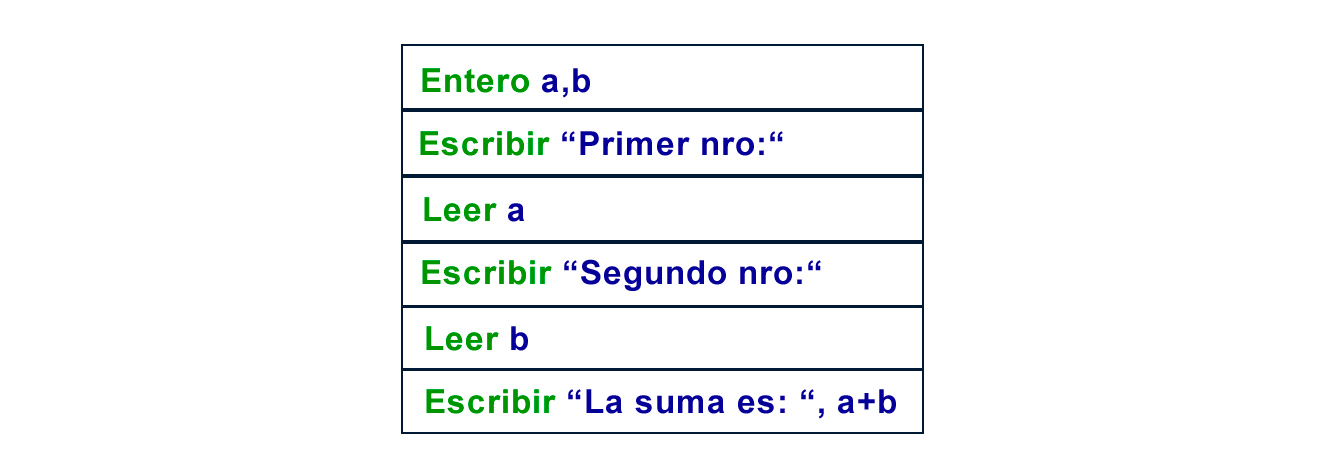 Entero a,b
Escribir “Primer nro:“
Leer a
Escribir “Segundo nro:“
Leer b
Escribir “La suma es: “, a+b